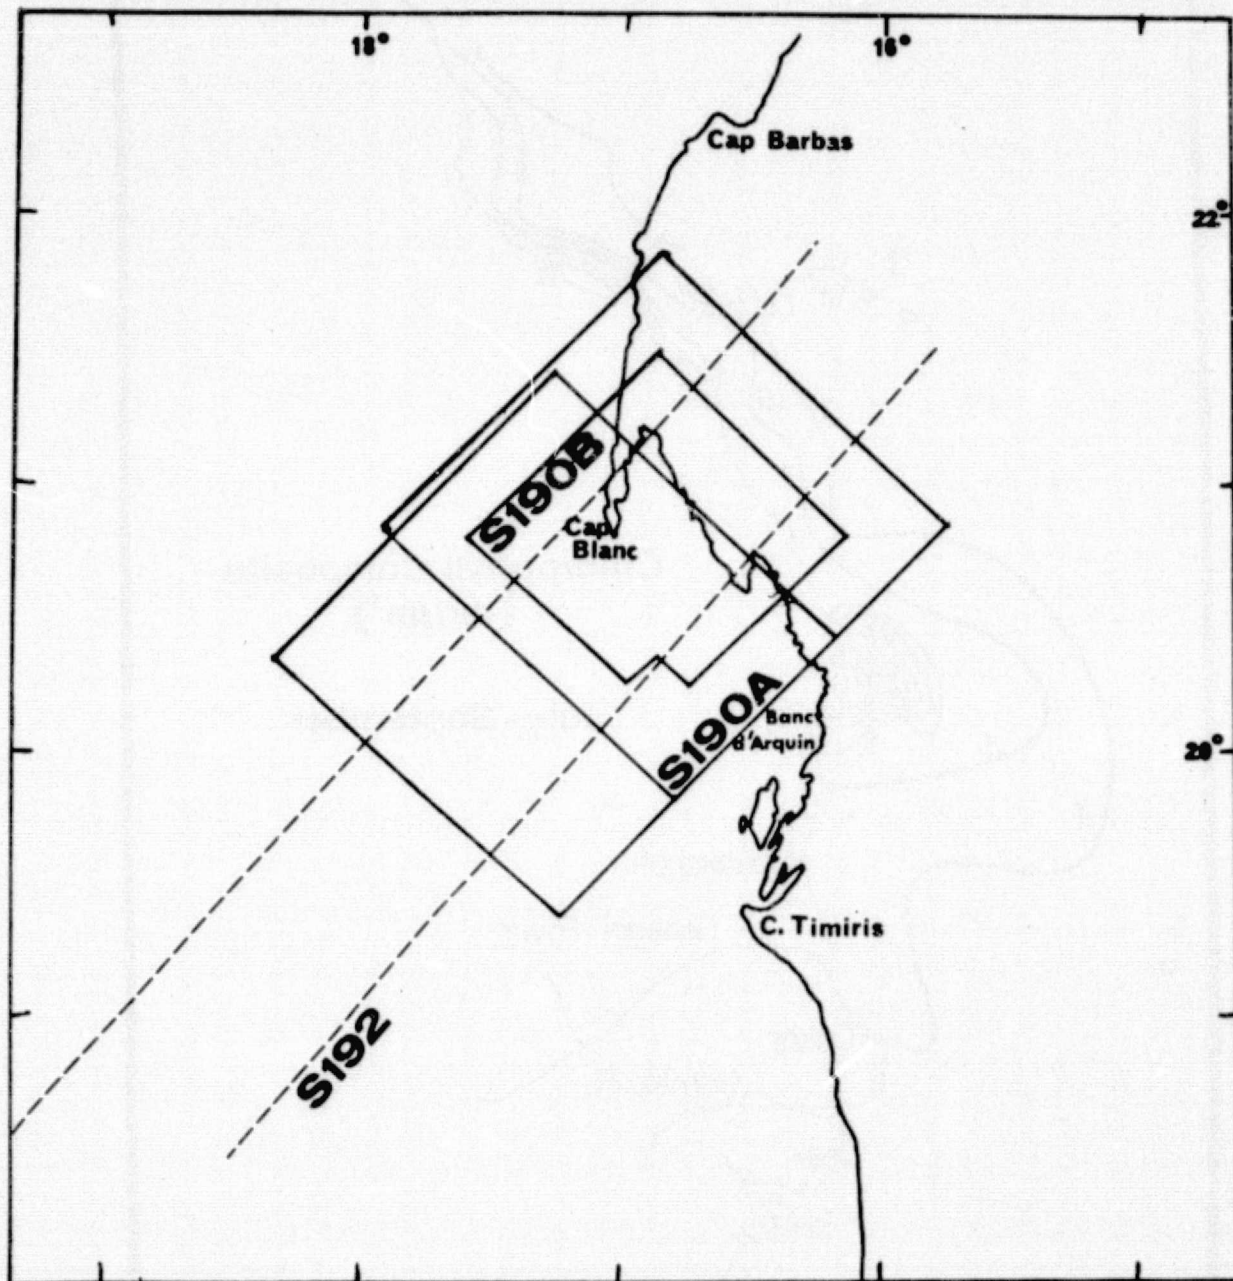 18°
16°
Cap Barbas
22°
S190B
Cap
Blanc
S190A
Banc
d'Arquin
20°
C. Timiris
S192